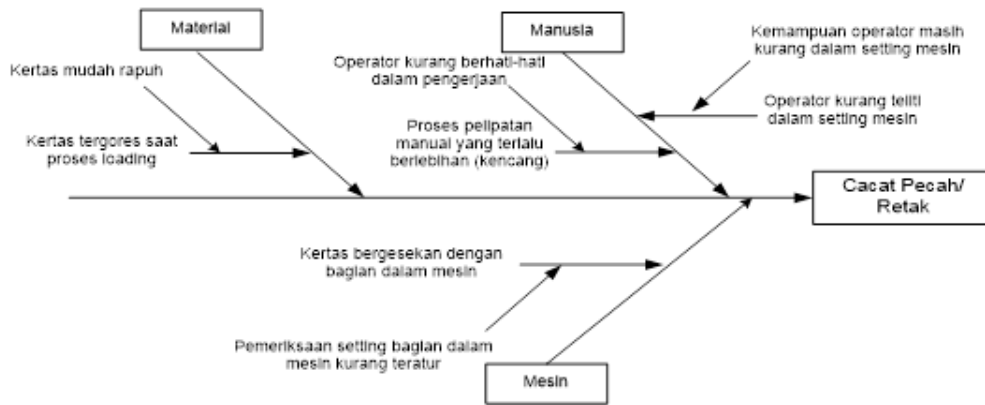 Material
Manusia
Kemampuan operator masih
kurang dalam setting mesin
Kertas mudah rapuh
Operator kurang berhati-hati
dalam pengerjaan
Operator kurang teliti
dalam setting mesin
Kertas tergores saat
proses loading
Proses pelipatan
manual yang terlalu
berlebihan (kencang)
Cacat Pecah/
Retak
Kertas bergesekan dengan
bagian dalam mesin
Pemeriksaan setting bagian dalam
mesin kurang teratur
Mesin